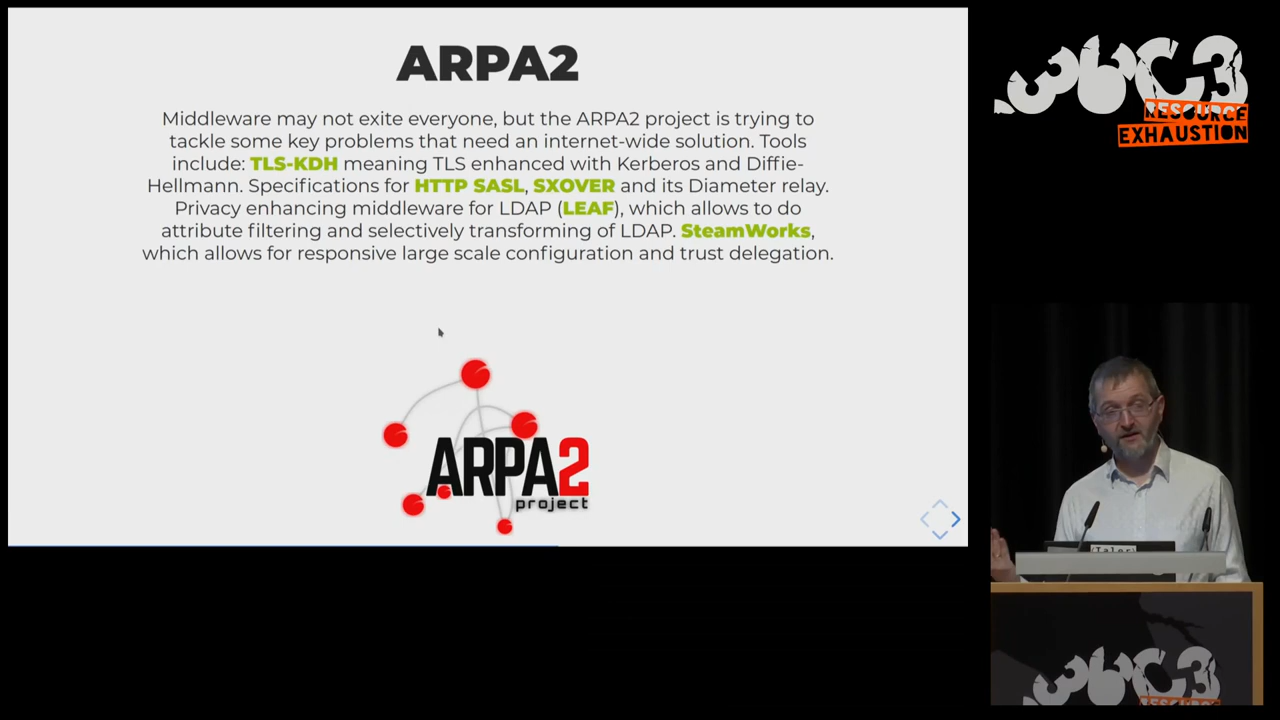 ARPA2
Middleware may not exite everyone, but the ARPA2 project is trying to
tackle some key problems that need an internet-wide solution. Tools
include: TLS-KDH meaning TLS enhanced with Kerberos and Diffie-
Hellmann. Specifications for HTTP SASL, SXOVER and its Diameter relay.
Privacy enhancing middleware for LDAP (LEAF), which allows to do
attribute filtering and selectively transforming of LDAP. SteamWorks,
which allows for responsive large scale configuration and trust delegation.
ARPA2
project
36C3
RESOURCE
EXHAUSTION
Taler
36C3
RESOURCE